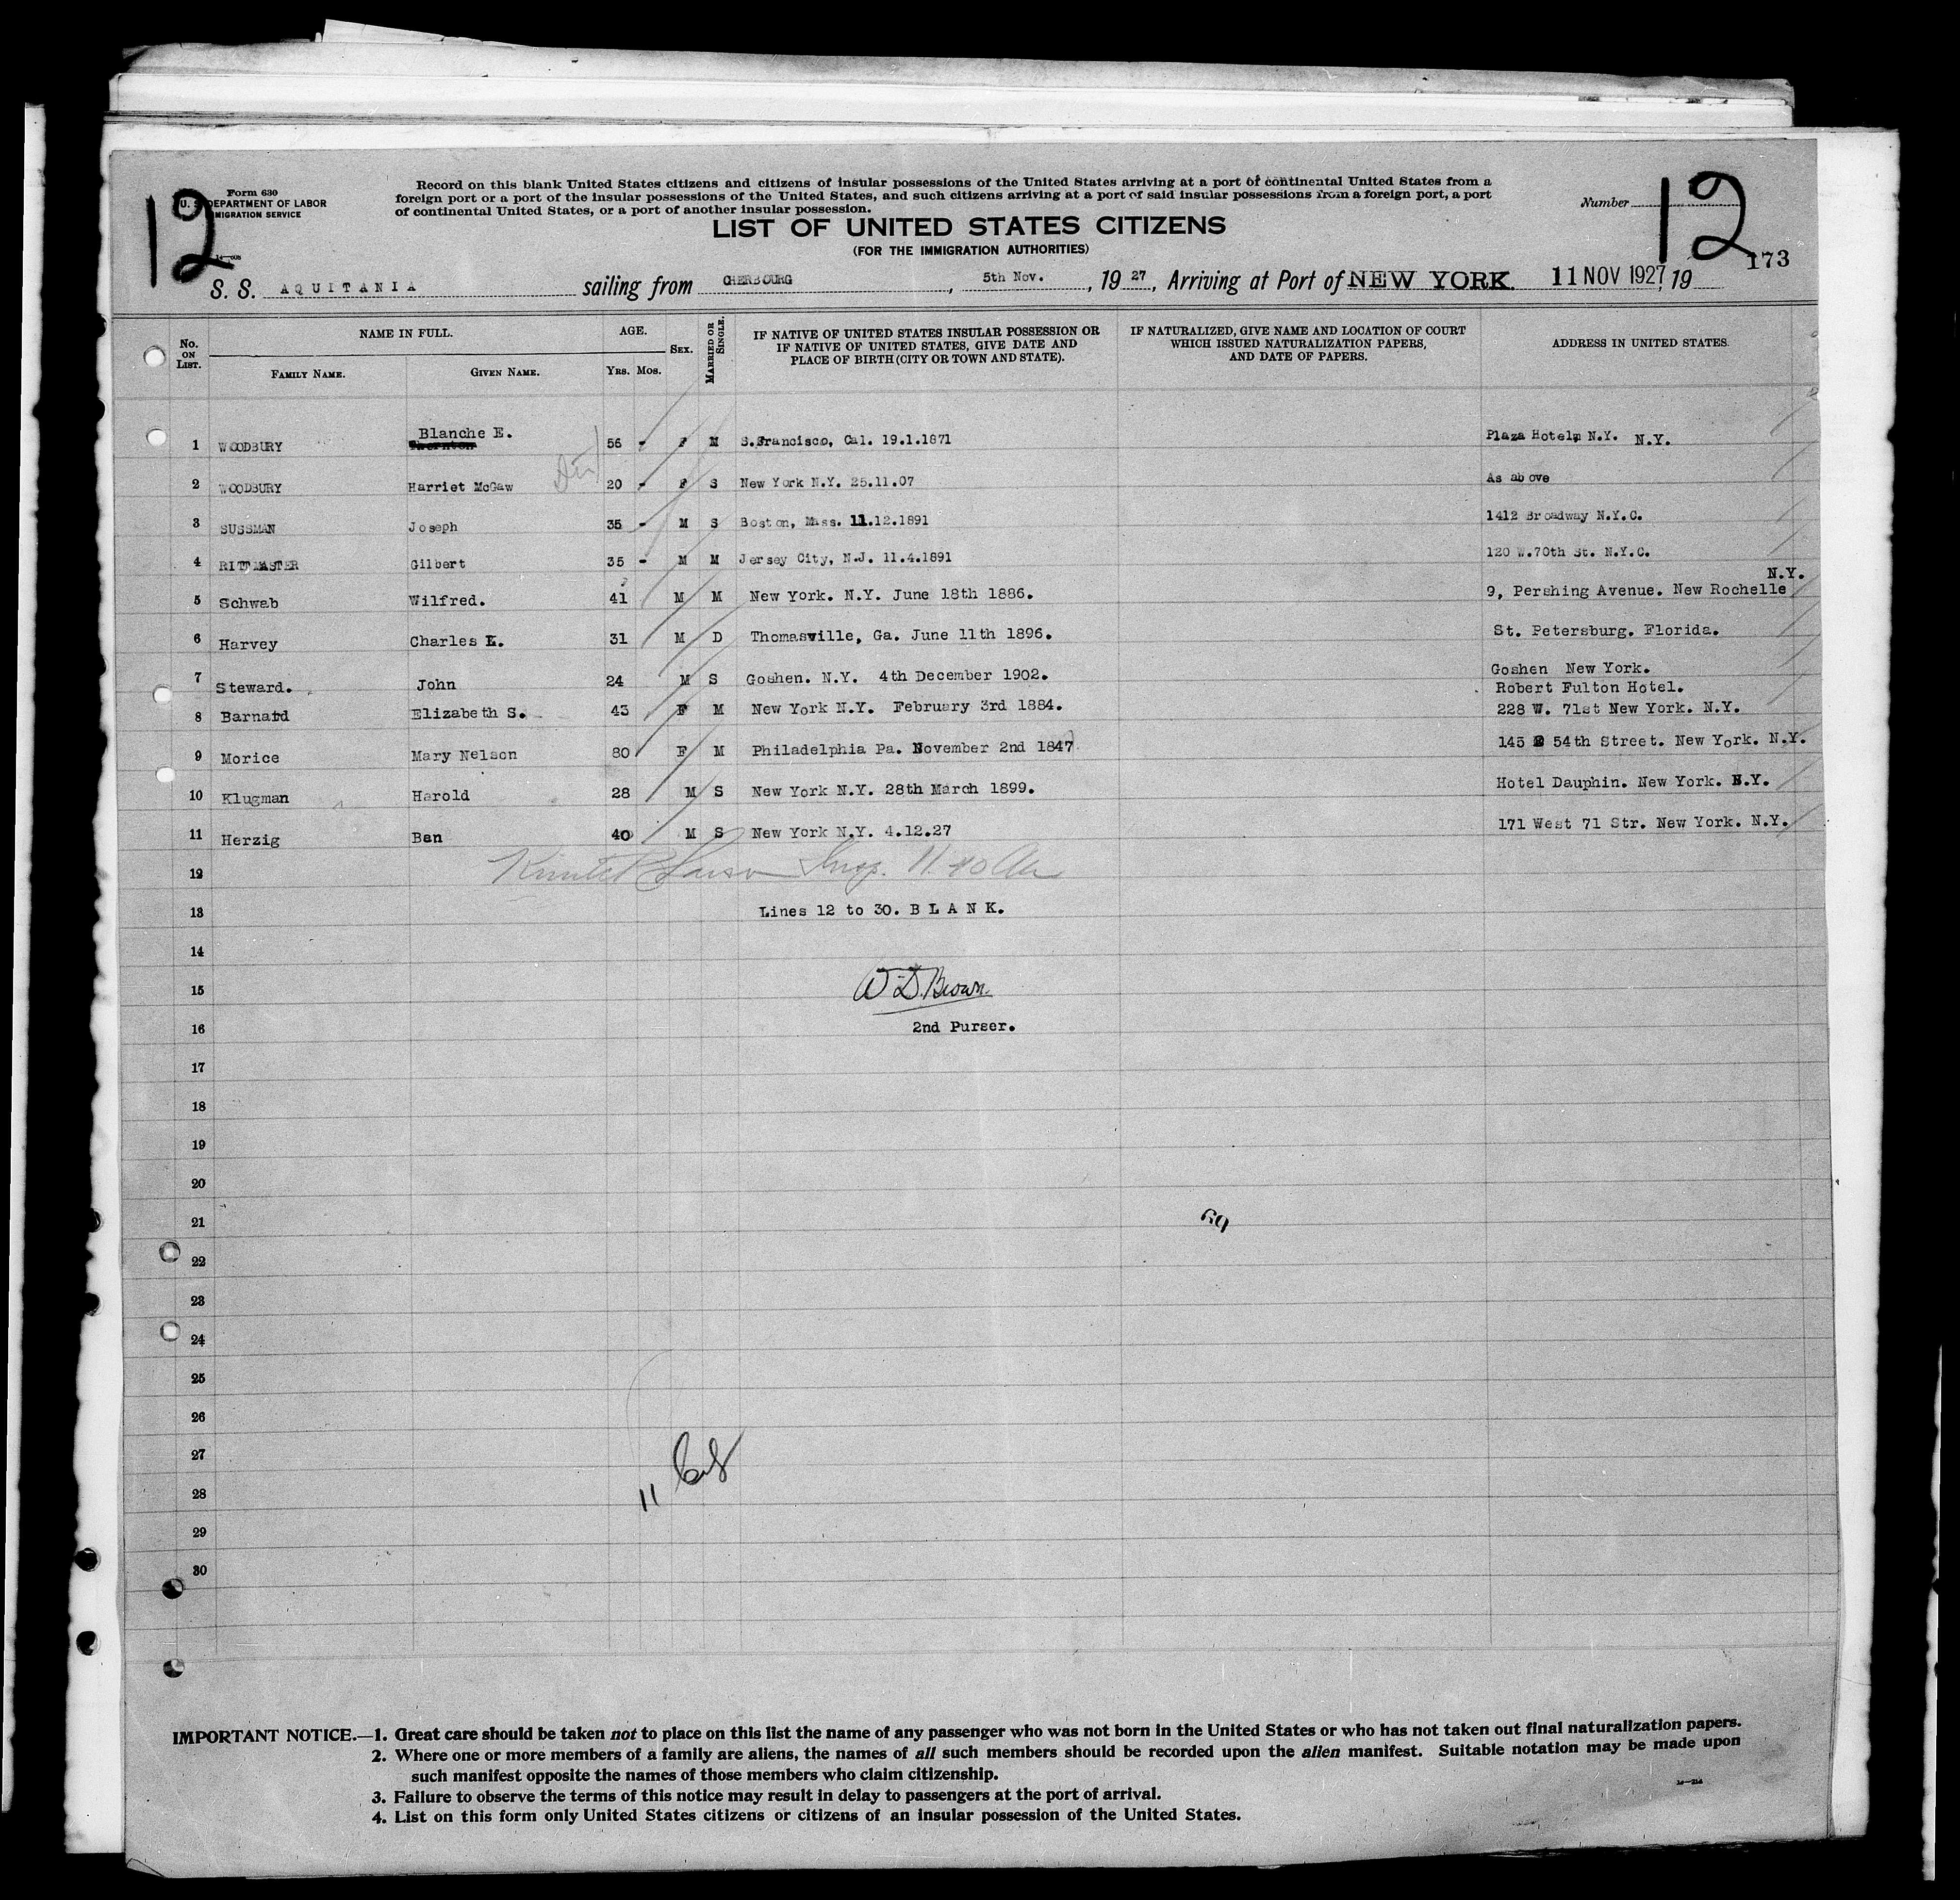 12
Form 630
U. S. DEPARTMENT OF LABOR
IMMIGRATION SERVICE
Record on this blank United States citizens and citizens of insular possessions of the United States arriving at a port of continental United States from a
foreign port or a port of the insular possessions of the United States, and such citizens arriving at a port of said insular possessions from a foreign port, a port
of continental United States, or a port of another insular possession.
Number 12
LIST OF UNITED STATES CITIZENS
(FOR THE IMMIGRATION AUTHORITIES)
173
S. S. AQUITANIA sailing from CHERBOURG, 5th Nov., 19 27, Arriving at Port of NEW YORK. 11 NOV 1927, 19
No. ON LIST. NAME IN FULL. FAMILY NAME. GIVEN NAME. AGE. YRS. MOS. SEX. MARRIED OR SINGLE. IF NATIVE OF UNITED STATES INSULAR POSSESSION OR IF NATIVE OF UNITED STATES, GIVE DATE AND PLACE OF BIRTH (CITY OR TOWN AND STATE). IF NATURALIZED, GIVE NAME AND LOCATION OF COURT WHICH ISSUED NATURALIZATION PAPERS, AND DATE OF PAPERS. ADDRESS IN UNITED STATES.
1 WOODBURY Blanche E. 56 - F M S.Francisco, Cal. 19.1.1871 Plaza Hotel, N.Y. N.Y.
2 WOODBURY Harriet McGaw 20 - F S New York N.Y. 25.11.07 As above
3 SUSSMAN Joseph 35 - M S Boston, Mass. 11.12.1891 1412 Broadway N.Y.C.
4 RITTMASTER Gilbert 35 - M M Jersey City, N.J. 11.4.1891 120 W.70th St. N.Y.C.
5 Schwab Wilfred. 41 M M New York. N.Y. June 18th 1886. 9, Pershing Avenue. New Rochelle N.Y.
6 Harvey Charles L. 31 M D Thomasville, Ga. June 11th 1896. St. Petersburg. Florida.
7 Steward. John 24 M S Goshen. N.Y. 4th December 1902. Goshen New York.
Robert Fulton Hotel.
8 Barnard Elizabeth S. 43 F M New York N.Y. February 3rd 1884. 228 W. 71st New York. N.Y.
9 Morice Mary Nelson 80 F M Philadelphia Pa. November 2nd 1847 145 E 54th Street. New York. N.Y.
10 Klugman Harold 28 M S New York N.Y. 28th March 1899. Hotel Dauphin. New York. N.Y.
11 Herzig Ben 40 M S New York N.Y. 4.12.27 171 West 71 Str. New York. N.Y.
12 Insp. 11.40 AM
13 Lines 12 to 30. B L A N K.
14
15 W D Brown
16 2nd Purser.
17
18
19
20
21 69
22
23
24
25
26
27
28 11
29
30
IMPORTANT NOTICE.—1. Great care should be taken not to place on this list the name of any passenger who was not born in the United States or who has not taken out final naturalization papers.
2. Where one or more members of a family are aliens, the names of all such members should be recorded upon the alien manifest. Suitable notation may be made upon
such manifest opposite the names of those members who claim citizenship.
3. Failure to observe the terms of this notice may result in delay to passengers at the port of arrival.
4. List on this form only United States citizens or citizens of an insular possession of the United States.